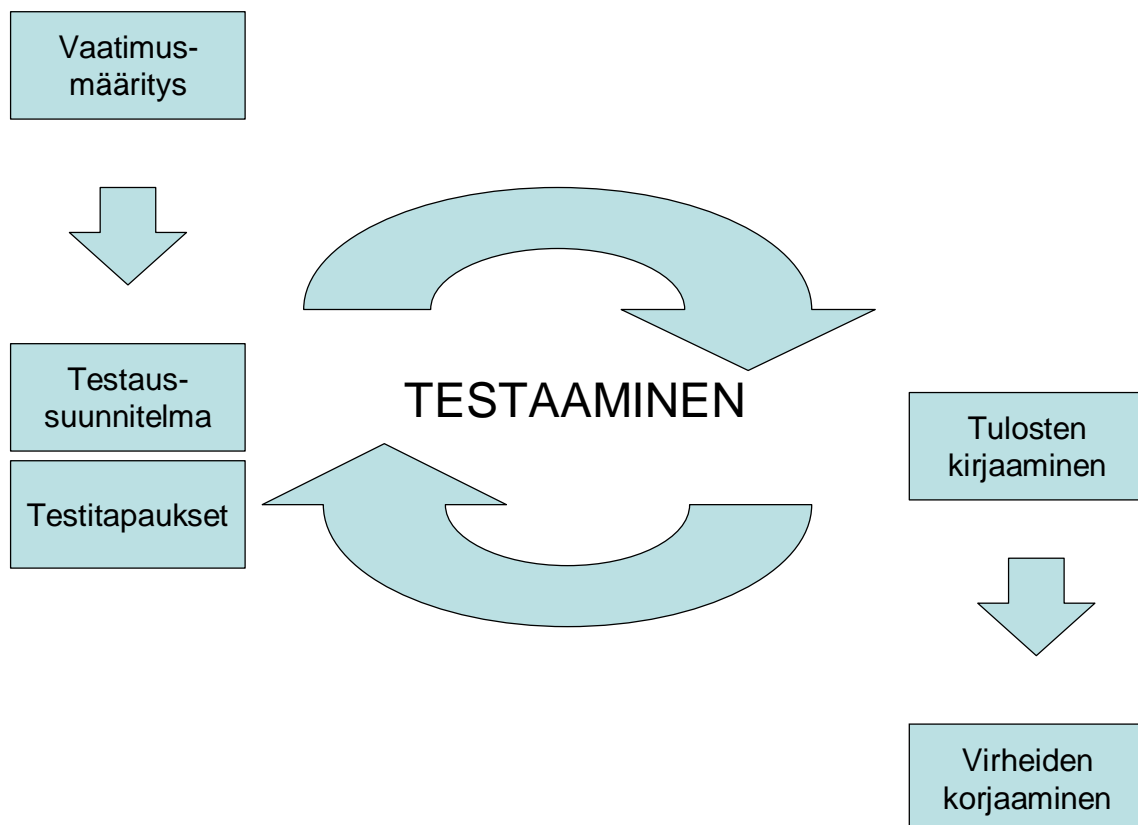 Vaatimus-
määritys
Testaus-
suunnitelma
Testitapaukset
TESTAAMINEN
Tulosten
kirjaaminen
Virheiden
korjaaminen